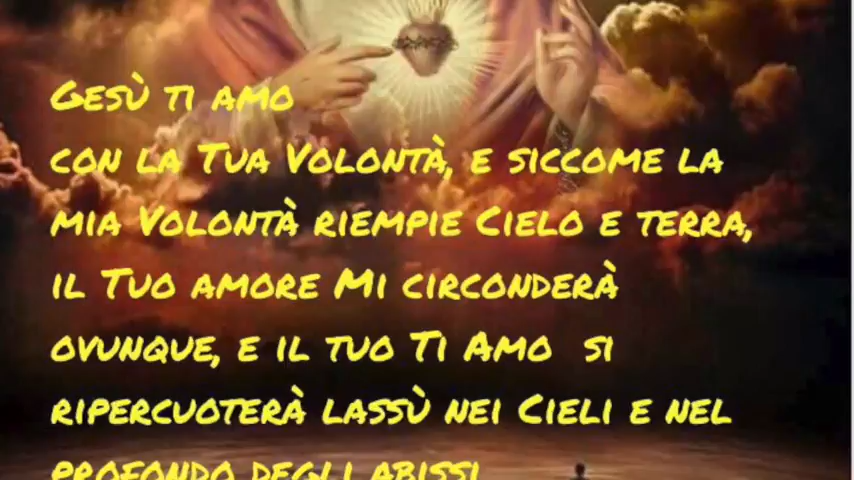 Gesù ti amo
con la Tua Volontà, e siccome la
mia Volontà riempie Cielo e terra,
il Tuo amore Mi circonderà
ovunque, e il tuo Ti Amo si
ripercuoterà lassù nei Cieli e nel
profondo degli abissi